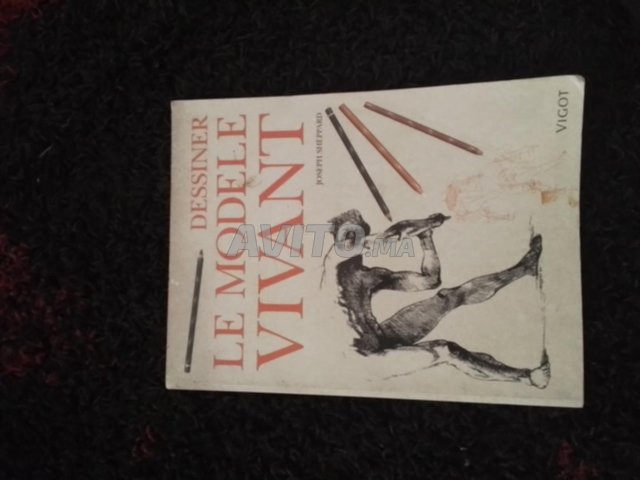 DESSINER
LE MODELE
VIVANT
JOSEPH SHEPPARD
VIGOT
AVITO.MA